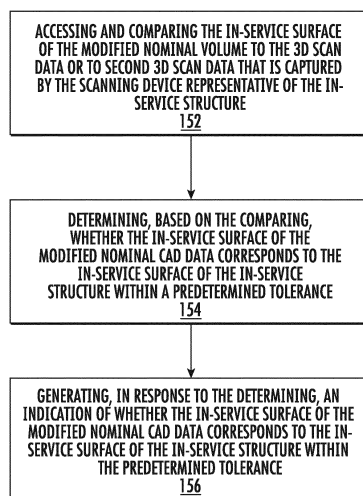 ACCESSING AND COMPARING THE IN-SERVICE SURFACE
OF THE MODIFIED NOMINAL VOLUME TO THE 3D SCAN
DATA OR TO SECOND 3D SCAN DATA THAT IS CAPTURED
BY THE SCANNING DEVICE REPRESENTATIVE OF THE IN-
SERVICE STRUCTURE
152
DETERMINING, BASED ON THE COMPARING,
WHETHER THE IN-SERVICE SURFACE OF THE
MODIFIED NOMINAL CAD DATA CORRESPONDS TO THE
IN-SERVICE SURFACE OF THE IN-SERVICE
STRUCTURE WITHIN A PREDETERMINED TOLERANCE
154
GENERATING, IN RESPONSE TO THE DETERMINING, AN
INDICATION OF WHETHER THE IN-SERVICE SURFACE OF THE
MODIFIED NOMINAL CAD DATA CORRESPONDS TO THE IN-
SERVICE SURFACE OF THE IN-SERVICE STRUCTURE WITHIN
THE PREDETERMINED TOLERANCE
156